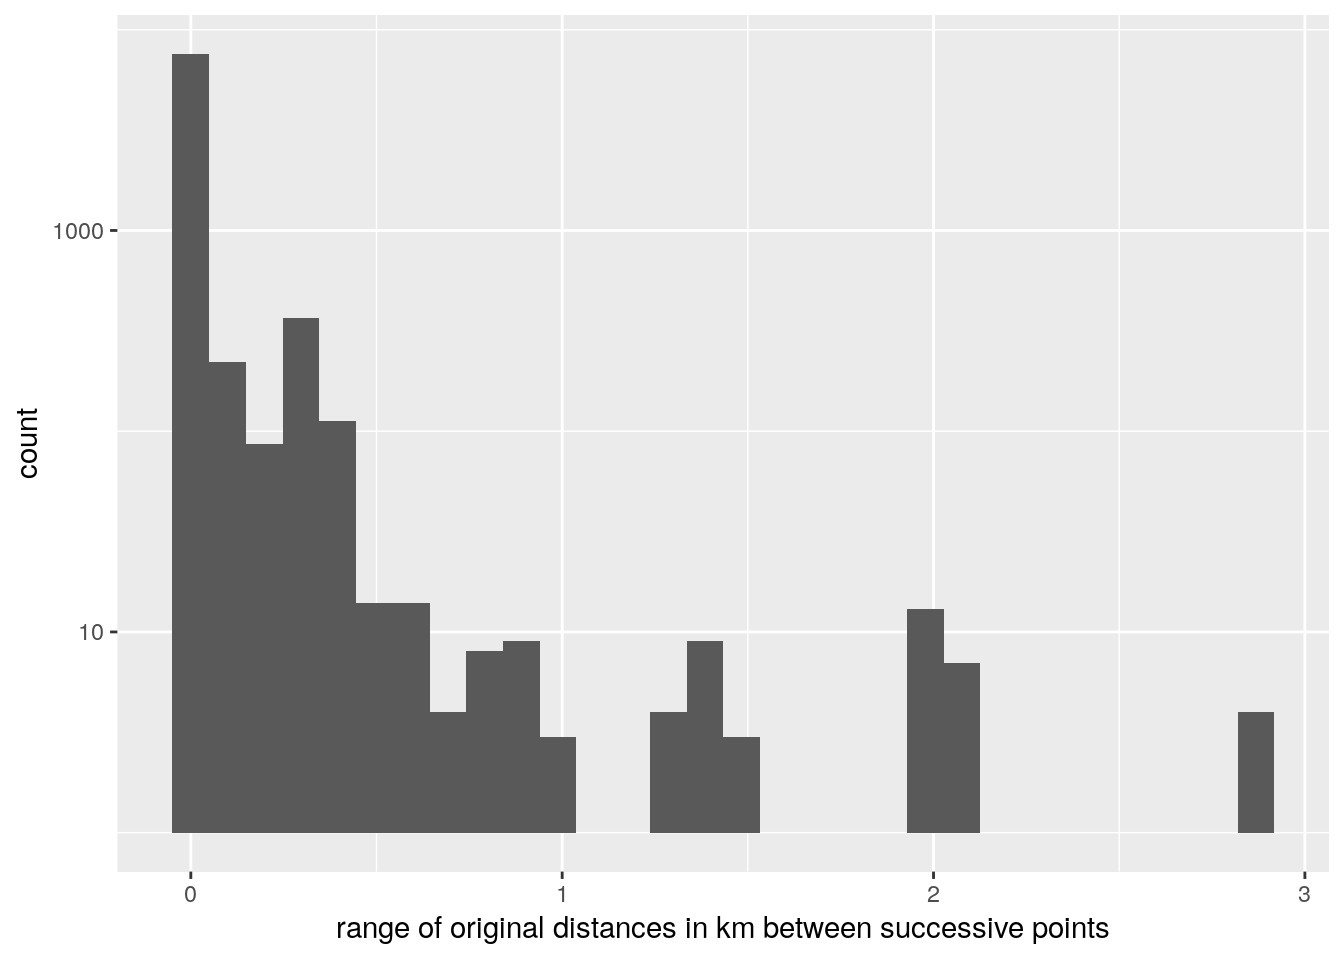 1000
10
count
0 1 2 3
range of original distances in km between successive points